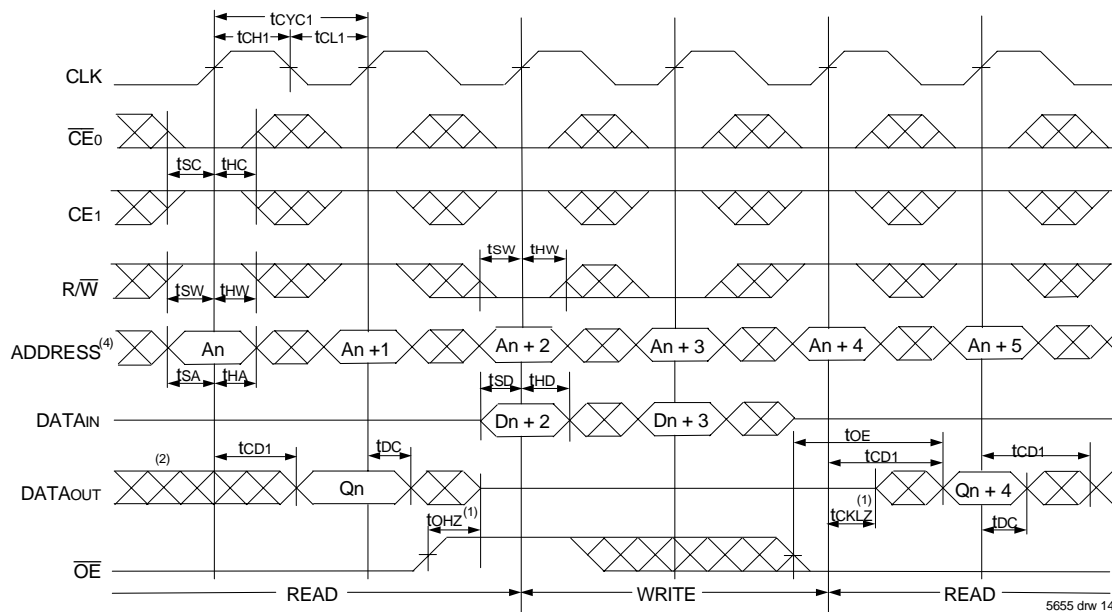 tCYC1
tCH1 tCL1
CLK
CE0
tSC tHC
CE1
tSW tHW
R/W
tSW tHW
ADDRESS(4) An An +1 An + 2 An + 3 An + 4 An + 5
tSA tHA tSD tHD
DATAIN Dn + 2 Dn + 3
tOE
tCD1 tDC tCD1 tCD1
(2)
DATAOUT Qn Qn + 4
tOHZ(1) tCKLZ(1) tDC
OE
READ WRITE READ
5655 drw 14